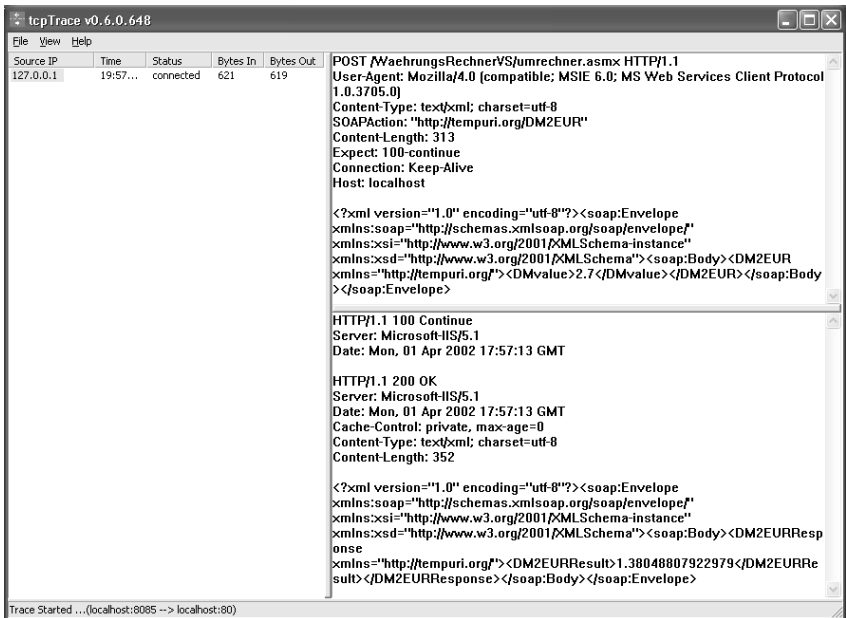 tcpTrace v0.6.0.648
File View Help
Source IP Time Status Bytes In Bytes Out
127.0.0.1 19:57... connected 621 619
POST /WaehrungsRechnerVS/umrechner.asmx HTTP/1.1
User-Agent: Mozilla/4.0 (compatible; MSIE 6.0; MS Web Services Client Protocol
1.0.3705.0)
Content-Type: text/xml; charset=utf-8
SOAPAction: "http://tempuri.org/DM2EUR"
Content-Length: 313
Expect: 100-continue
Connection: Keep-Alive
Host: localhost
<?xml version="1.0" encoding="utf-8"?><soap:Envelope
xmlns:soap="http://schemas.xmlsoap.org/soap/envelope/"
xmlns:xsi="http://www.w3.org/2001/XMLSchema-instance"
xmlns:xsd="http://www.w3.org/2001/XMLSchema"><soap:Body><DM2EUR
xmlns="http://tempuri.org/"><DMvalue>2.7</DMvalue></DM2EUR></soap:Body
></soap:Envelope>
HTTP/1.1 100 Continue
Server: Microsoft-IIS/5.1
Date: Mon, 01 Apr 2002 17:57:13 GMT
HTTP/1.1 200 OK
Server: Microsoft-IIS/5.1
Date: Mon, 01 Apr 2002 17:57:13 GMT
Cache-Control: private, max-age=0
Content-Type: text/xml; charset=utf-8
Content-Length: 352
<?xml version="1.0" encoding="utf-8"?><soap:Envelope
xmlns:soap="http://schemas.xmlsoap.org/soap/envelope/"
xmlns:xsi="http://www.w3.org/2001/XMLSchema-instance"
xmlns:xsd="http://www.w3.org/2001/XMLSchema"><soap:Body><DM2EURResp
onse
xmlns="http://tempuri.org/"><DM2EURResult>1.38048807922979</DM2EURRe
sult></DM2EURResponse></soap:Body></soap:Envelope>
Trace Started ...(localhost:8085 --> localhost:80)